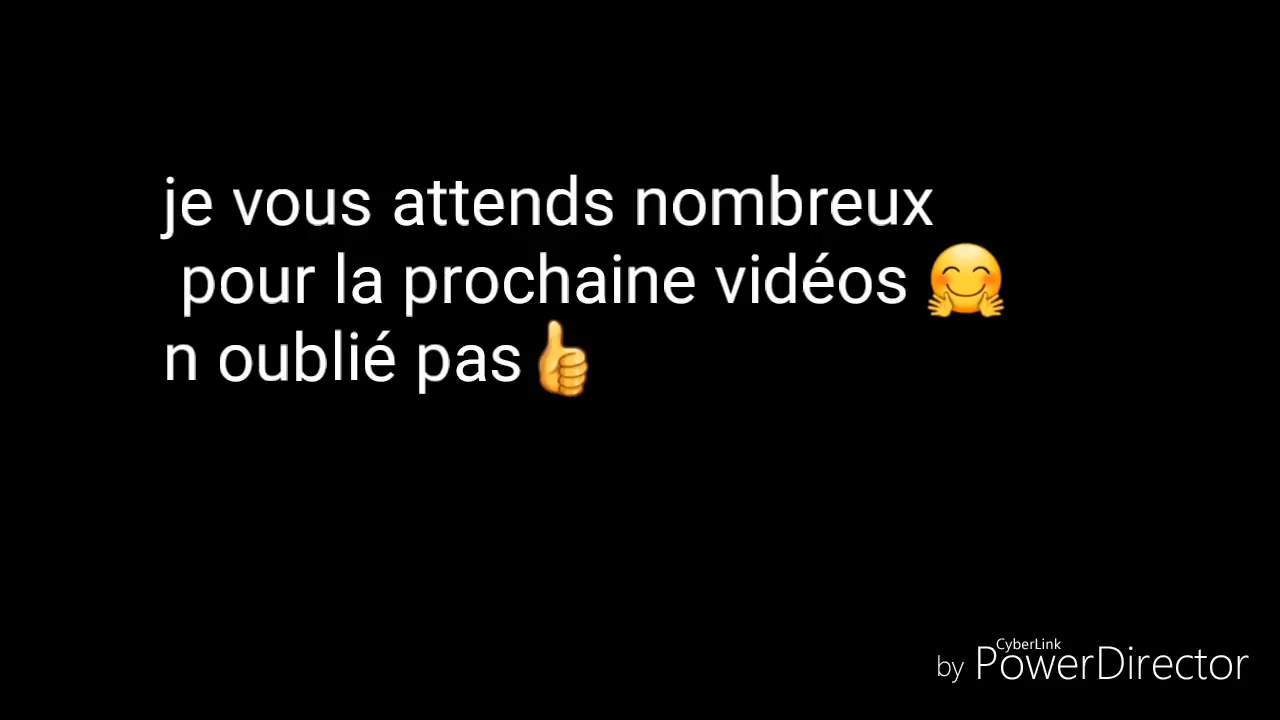 je vous attends nombreux
pour la prochaine vidéos 🤗
n oublié pas👍
CyberLink
by PowerDirector